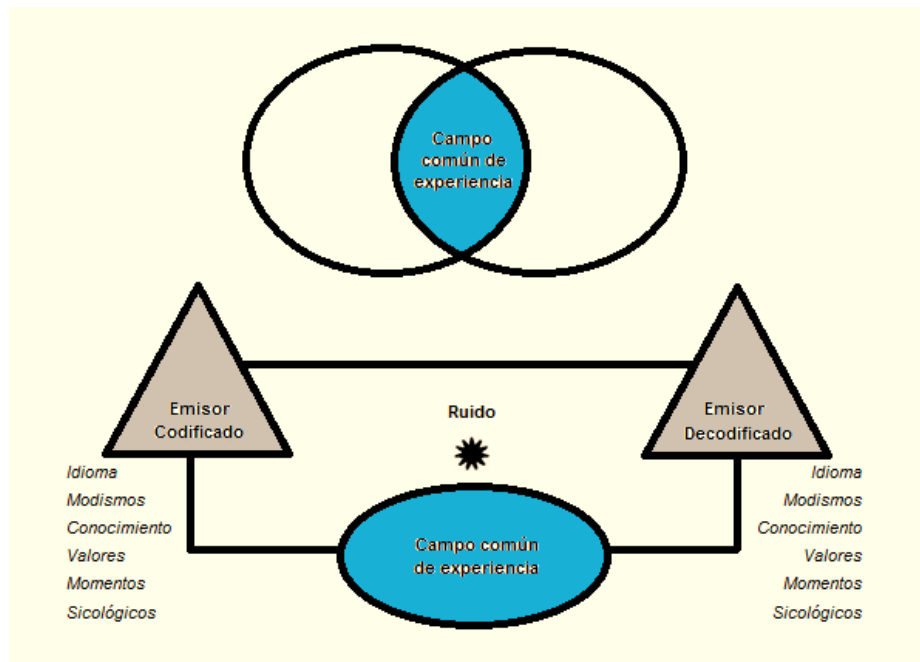 Campo
común de
experiencia
Emisor
Codificado
Ruido
Emisor
Decodificado
Idioma
Modismos
Conocimiento
Valores
Momentos
Sicológicos
Campo común
de experiencia
Idioma
Modismos
Conocimiento
Valores
Momentos
Sicológicos